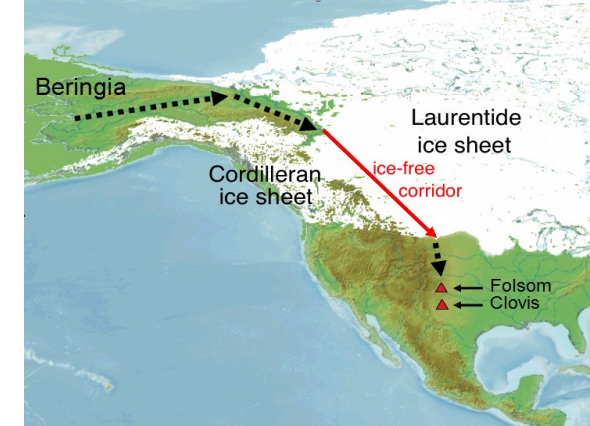 Beringia
Laurentide
ice sheet
ice-free
corridor
Cordilleran
ice sheet
Folsom
Clovis